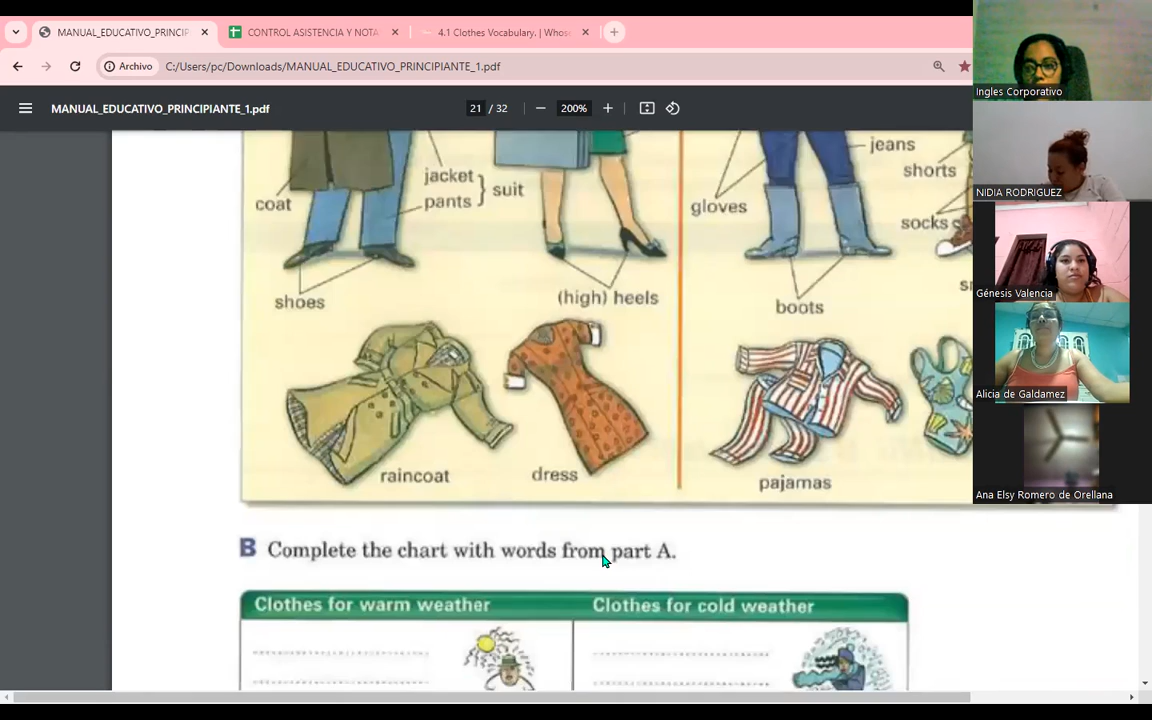 MANUAL_EDUCATIVO_PRINCIP
CONTROL ASISTENCIA Y NOTA
4.1 Clothes Vocabulary. | Whose
Archivo
C:/Users/pc/Downloads/MANUAL_EDUCATIVO_PRINCIPIANTE_1.pdf
MANUAL_EDUCATIVO_PRINCIPIANTE_1.pdf
21 / 32
200%
jacket
pants
suit
coat
shoes
(high) heels
gloves
jeans
shorts
socks
boots
raincoat
dress
pajamas
B Complete the chart with words from part A.
Clothes for warm weather
Clothes for cold weather
Ingles Corporativo
NIDIA RODRIGUEZ
Génesis Valencia
Alicia de Galdamez
Ana Elsy Romero de Orellana